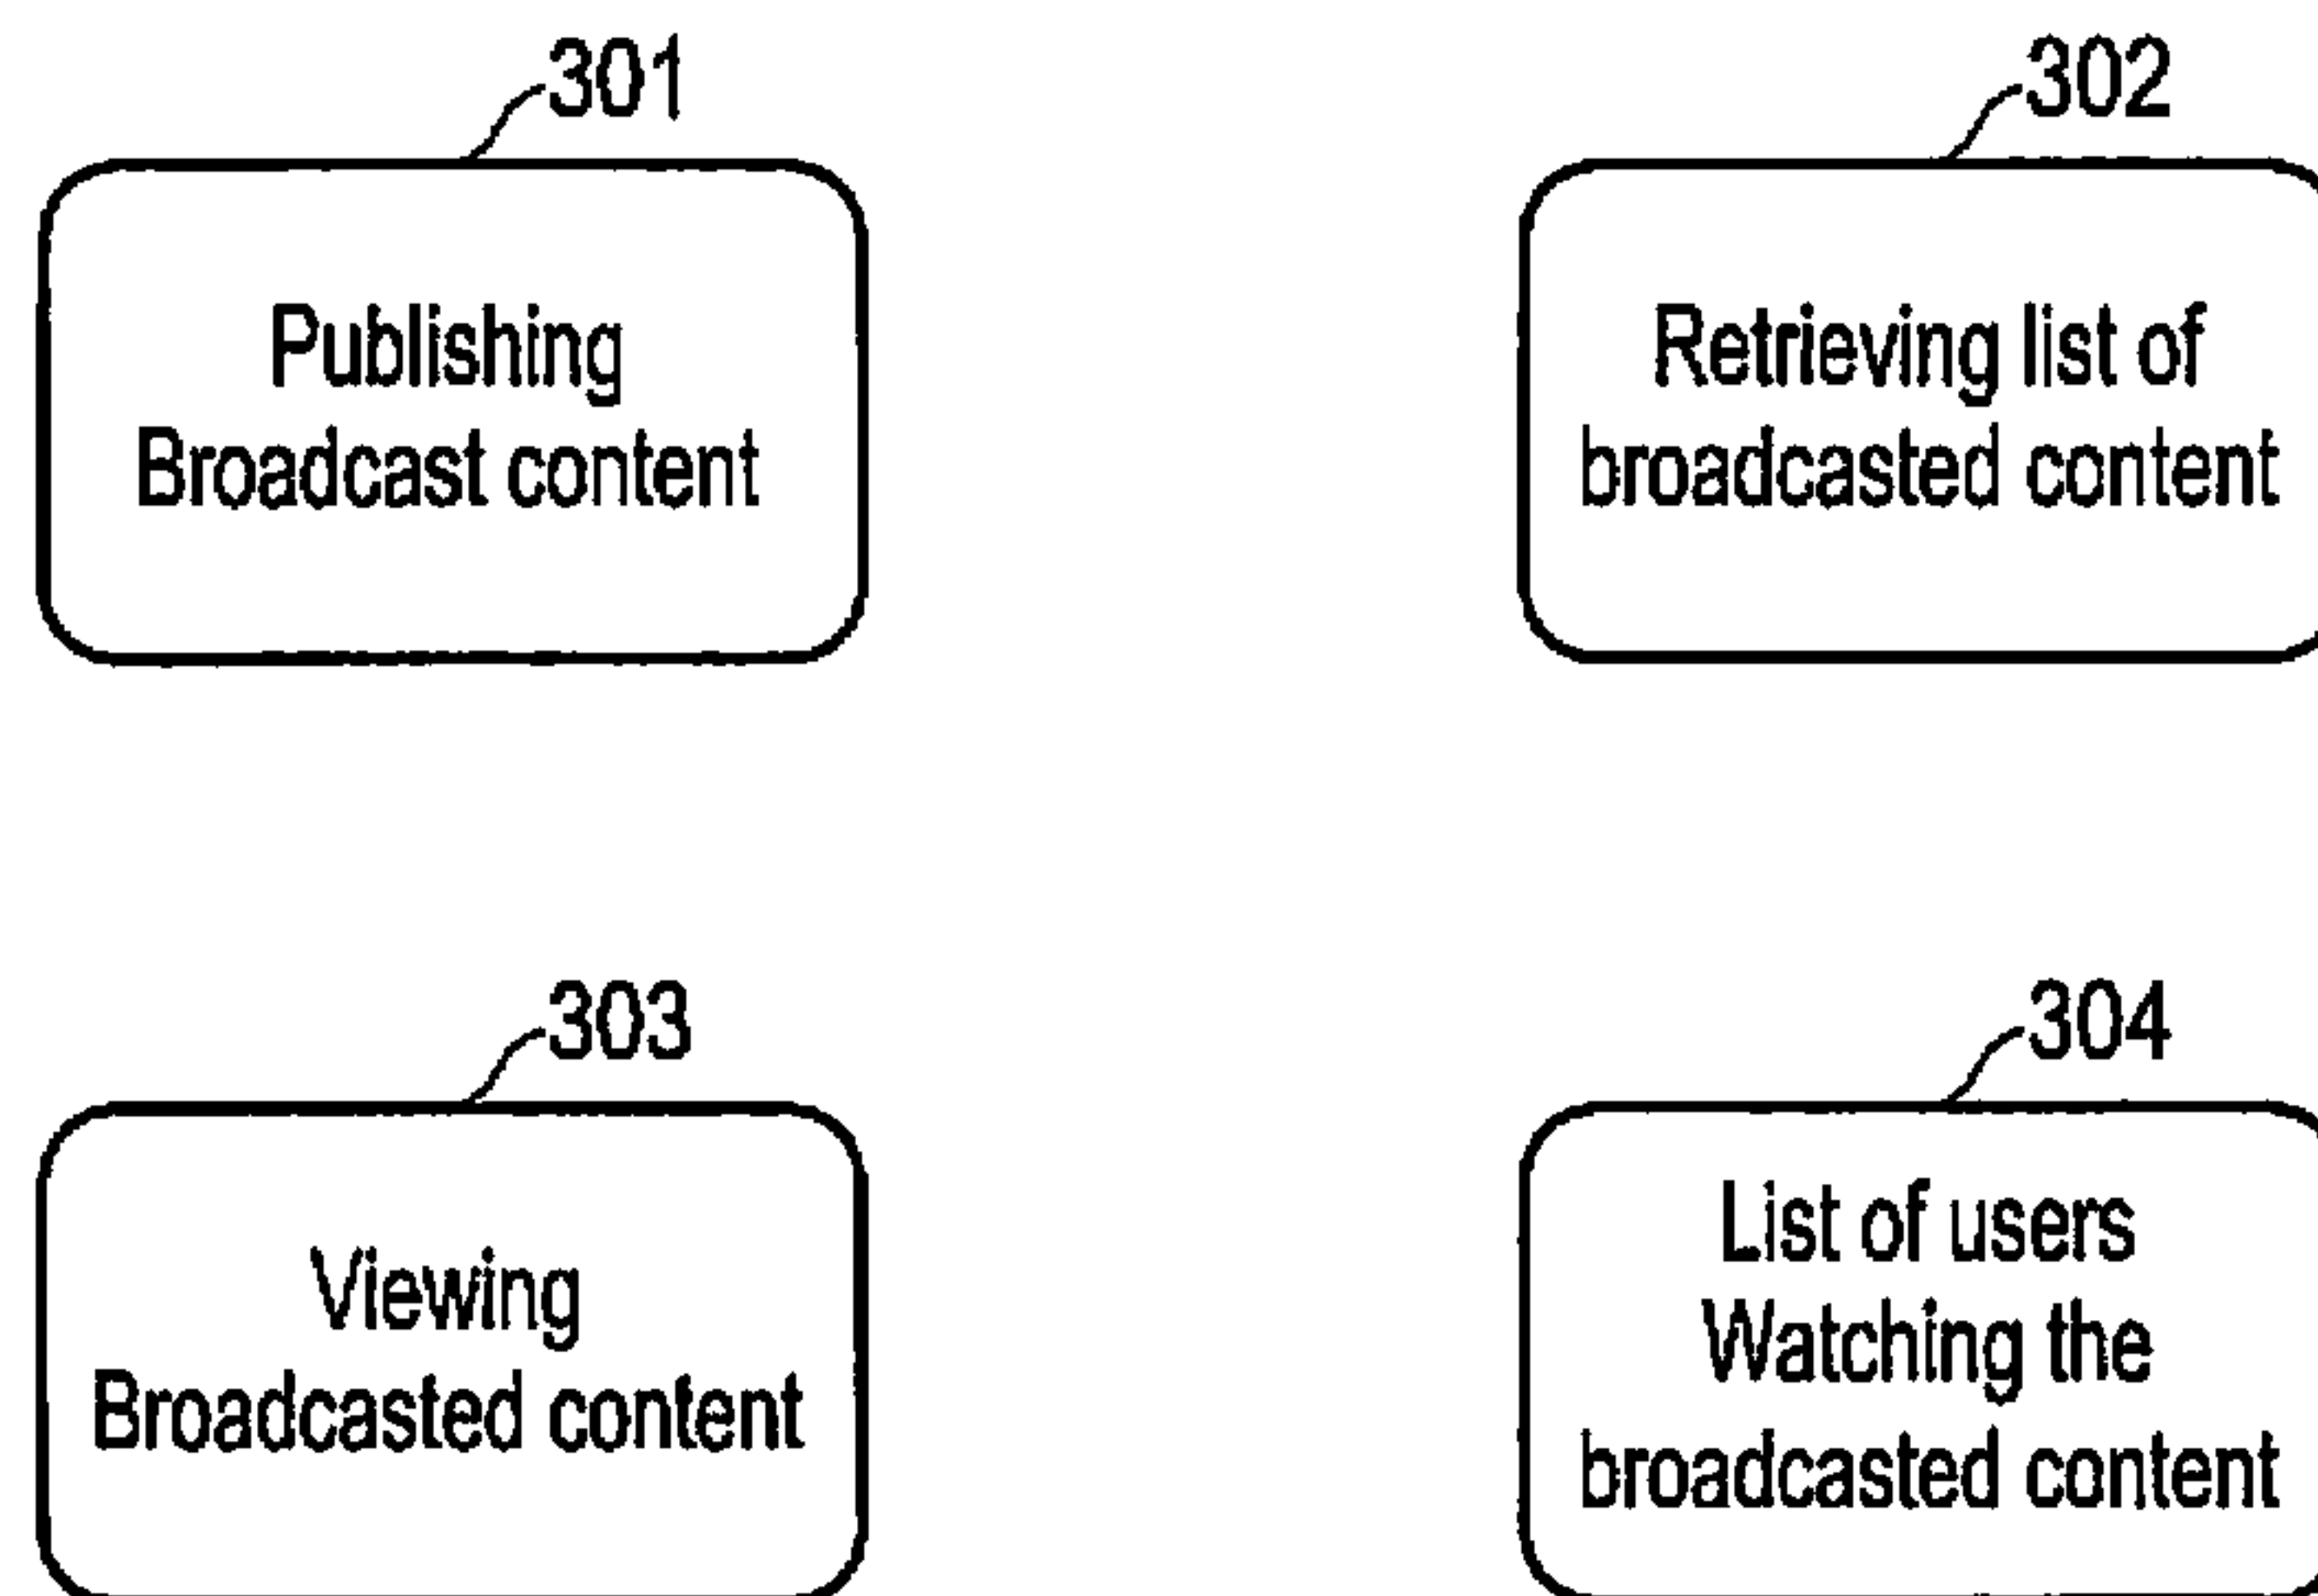 301
Publishing
Broadcast content
302
Retrieving list of
broadcasted content
303
Viewing
Broadcasted content
304
List of users
Watching the
broadcasted content